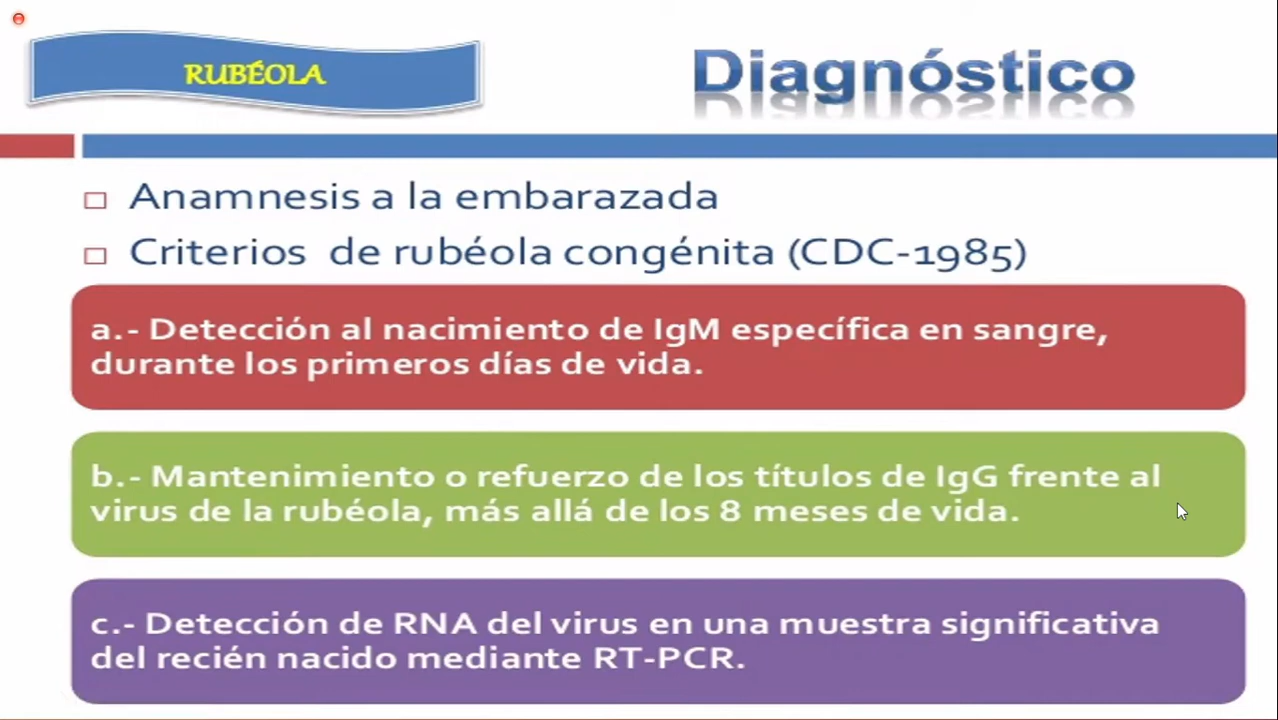 RUBÉOLA
Diagnóstico
Anamnesis a la embarazada
Criterios de rubéola congénita (CDC-1985)
a.- Detección al nacimiento de IgM específica en sangre,
durante los primeros días de vida.
b.- Mantenimiento o refuerzo de los títulos de IgG frente al
virus de la rubéola, más allá de los 8 meses de vida.
c.- Detección de RNA del virus en una muestra significativa
del recién nacido mediante RT-PCR.